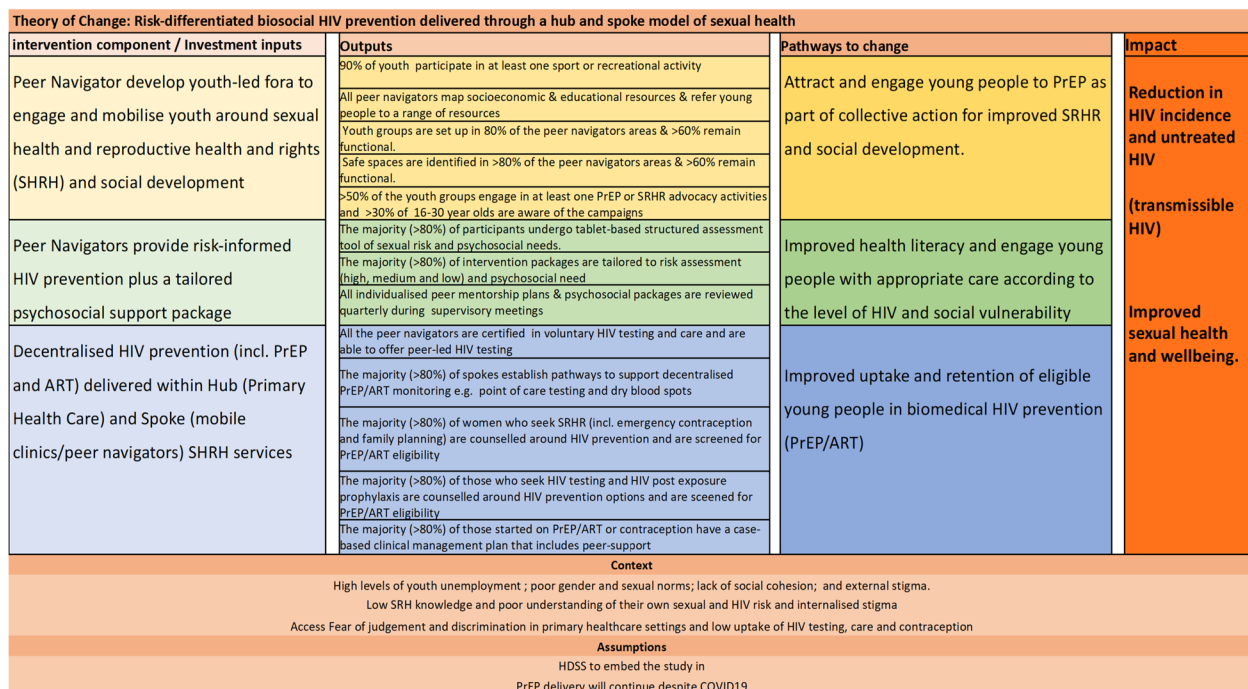 Theory of Change: Risk-differentiated biosocial HIV prevention delivered through a hub and spoke model of sexual health
intervention component / Investment inputs
Outputs
Pathways to change
Impact
Peer Navigator develop youth-led fora to
engage and mobilise youth around sexual
health and reproductive health and rights
(SHRH) and social development
90% of youth participate in at least one sport or recreational activity
All peer navigators map socioeconomic & educational resources & refer young
people to a range of resources
Youth groups are set up in 80% of the peer navigators areas & >60% remain
functional.
Safe spaces are identified in >80% of the peer navigators areas & >60% remain
functional.
>50% of the youth groups engage in at least one PrEP or SRHR advocacy activities
and >30% of 16-30 year olds are aware of the campaigns
Attract and engage young people to PrEP as
part of collective action for improved SRHR
and social development.
Peer Navigators provide risk-informed
HIV prevention plus a tailored
psychosocial support package
The majority (>80%) of participants undergo tablet-based structured assessment
tool of sexual risk and psychosocial needs.
The majority (>80%) of intervention packages are tailored to risk assessment
(high, medium and low) and psychosocial need
All individualised peer mentorship plans & psychosocial packages are reviewed
quarterly during supervisory meetings
Improved health literacy and engage young
people with appropriate care according to
the level of HIV and social vulnerability
Decentralised HIV prevention (incl. PrEP
and ART) delivered within Hub (Primary
Health Care) and Spoke (mobile
clinics/peer navigators) SHRH services
All the peer navigators are certified in voluntary HIV testing and care and are
able to offer peer-led HIV testing
The majority (>80%) of spokes establish pathways to support decentralised
PrEP/ART monitoring e.g. point of care testing and dry blood spots
The majority (>80%) of women who seek SRHR (incl. emergency contraception
and family planning) are counselled around HIV prevention and are screened for
PrEP/ART eligibility
The majority (>80%) of those who seek HIV testing and HIV post exposure
prophylaxis are counselled around HIV prevention options and are sceened for
PrEP/ART eligibility
The majority (>80%) of those started on PrEP/ART or contraception have a case-
based clinical management plan that includes peer-support
Improved uptake and retention of eligible
young people in biomedical HIV prevention
(PrEP/ART)
Reduction in
HIV incidence
and untreated
HIV
(transmissible
HIV)
Improved
sexual health
and wellbeing.
Context
High levels of youth unemployment ; poor gender and sexual norms; lack of social cohesion; and external stigma.
Low SRH knowledge and poor understanding of their own sexual and HIV risk and internalised stigma
Access Fear of judgement and discrimination in primary healthcare settings and low uptake of HIV testing, care and contraception
Assumptions
HDSS to embed the study in
PrEP delivery will continue despite COVID19